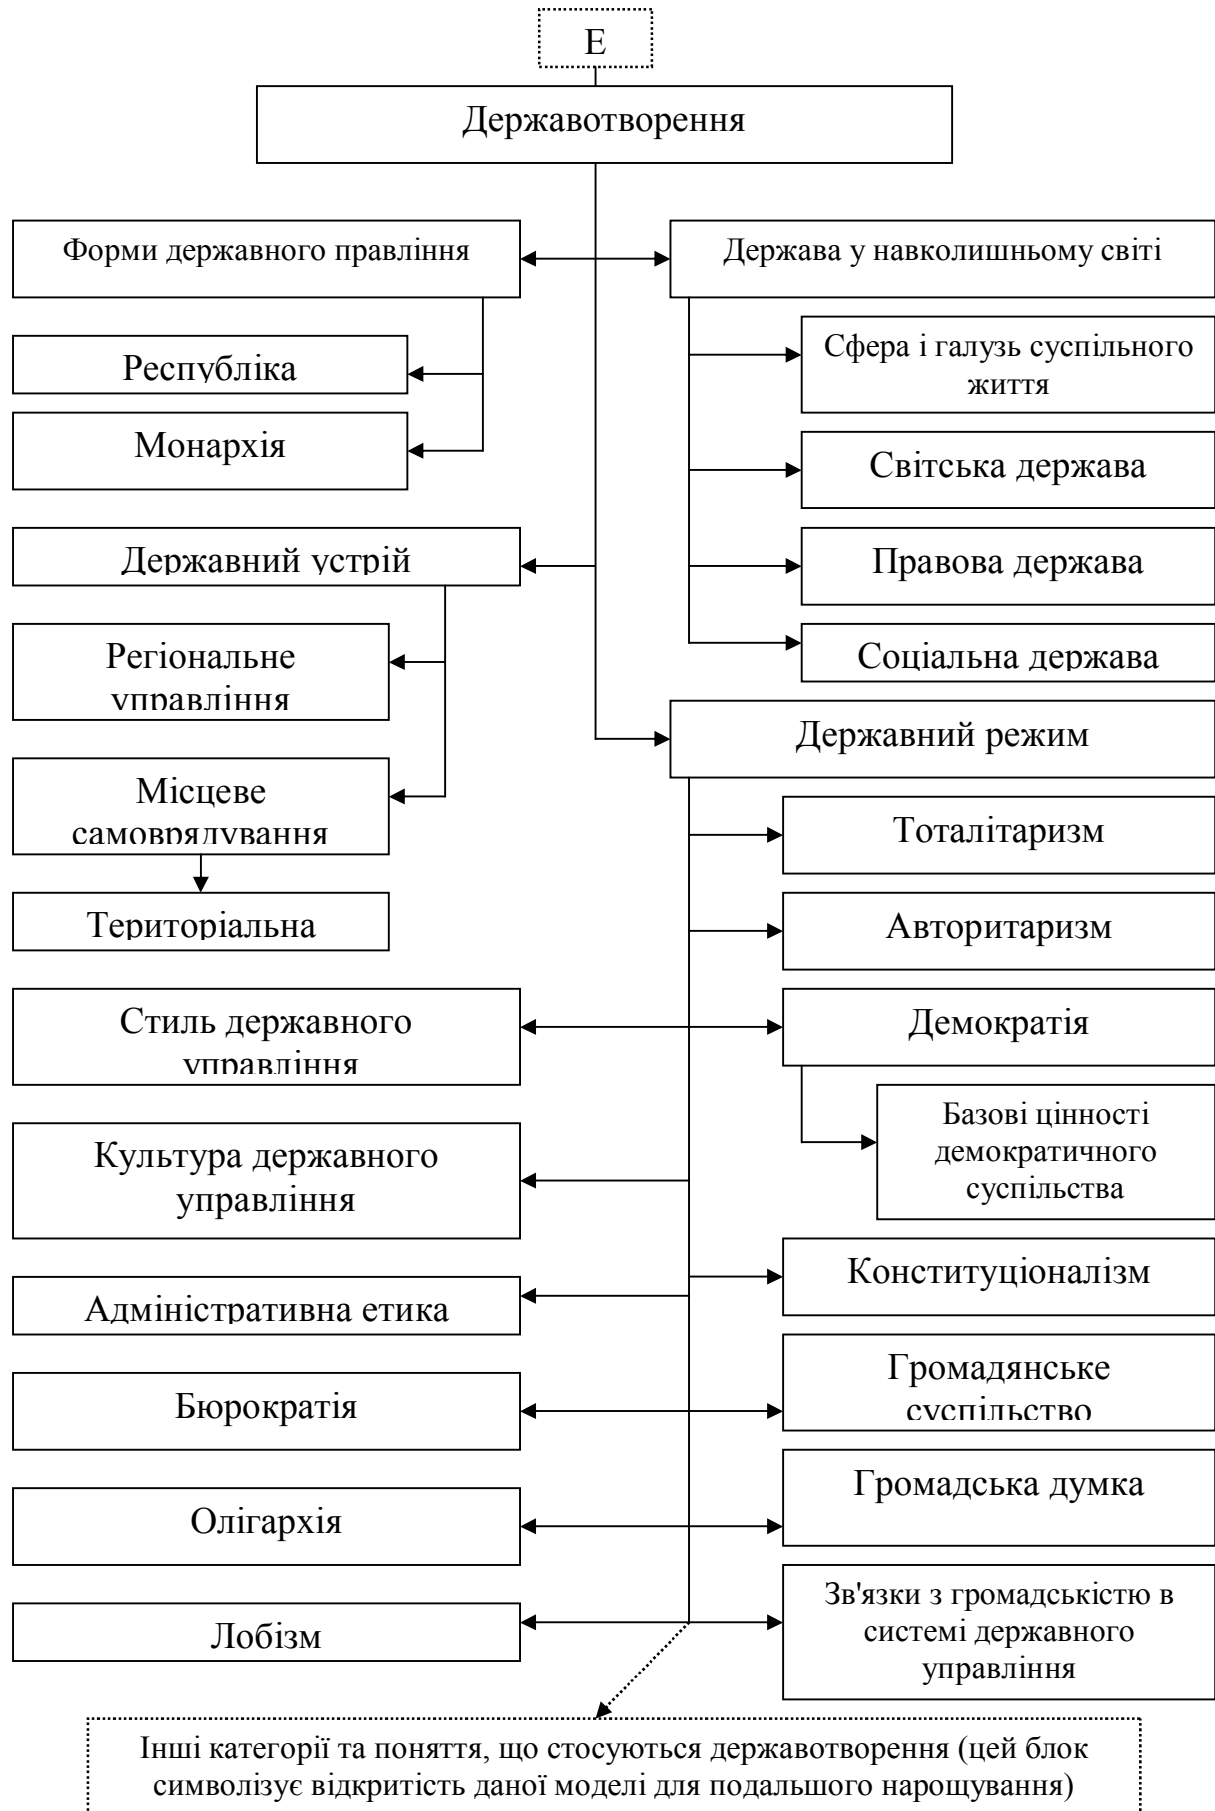 Е
Державотворення
Форми державного правління
Республіка
Монархія
Державний устрій
Регіональне
управління
Місцеве
самоврядування
Територіальна
Держава у навколишньому світі
Сфера і галузь суспільного
життя
Світська держава
Правова держава
Соціальна держава
Державний режим
Тоталітаризм
Авторитаризм
Демократія
Базові цінності
демократичного
суспільства
Стиль державного
управління
Культура державного
управління
Адміністративна етика
Бюрократія
Олігархія
Лобізм
Конституціоналізм
Громадянське
суспільство
Громадська думка
Зв'язки з громадськістю в
системі державного
управління
Інші категорії та поняття, що стосуються державотворення (цей блок
символізує відкритість даної моделі для подальшого нарощування)